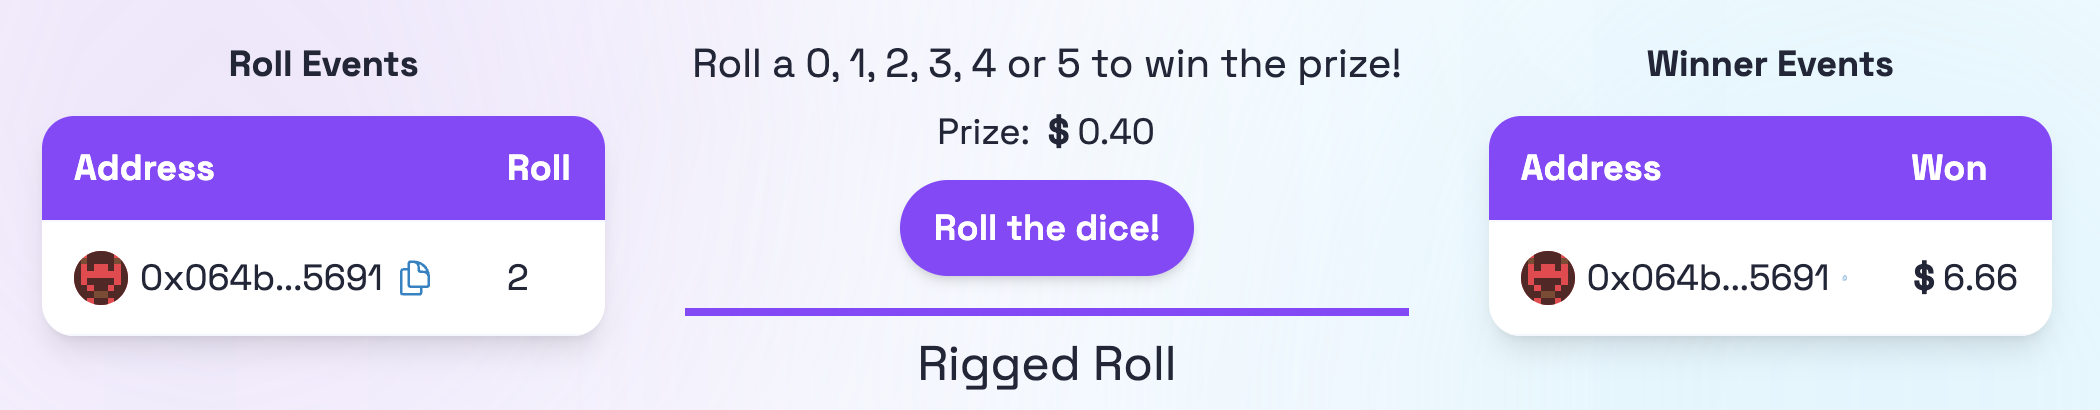 Roll Events
Address Roll
0x064b...5691 2
Roll a 0, 1, 2, 3, 4 or 5 to win the prize!
Prize: $ 0.40
Roll the dice!
Rigged Roll
Winner Events
Address Won
0x064b...5691 $ 6.66